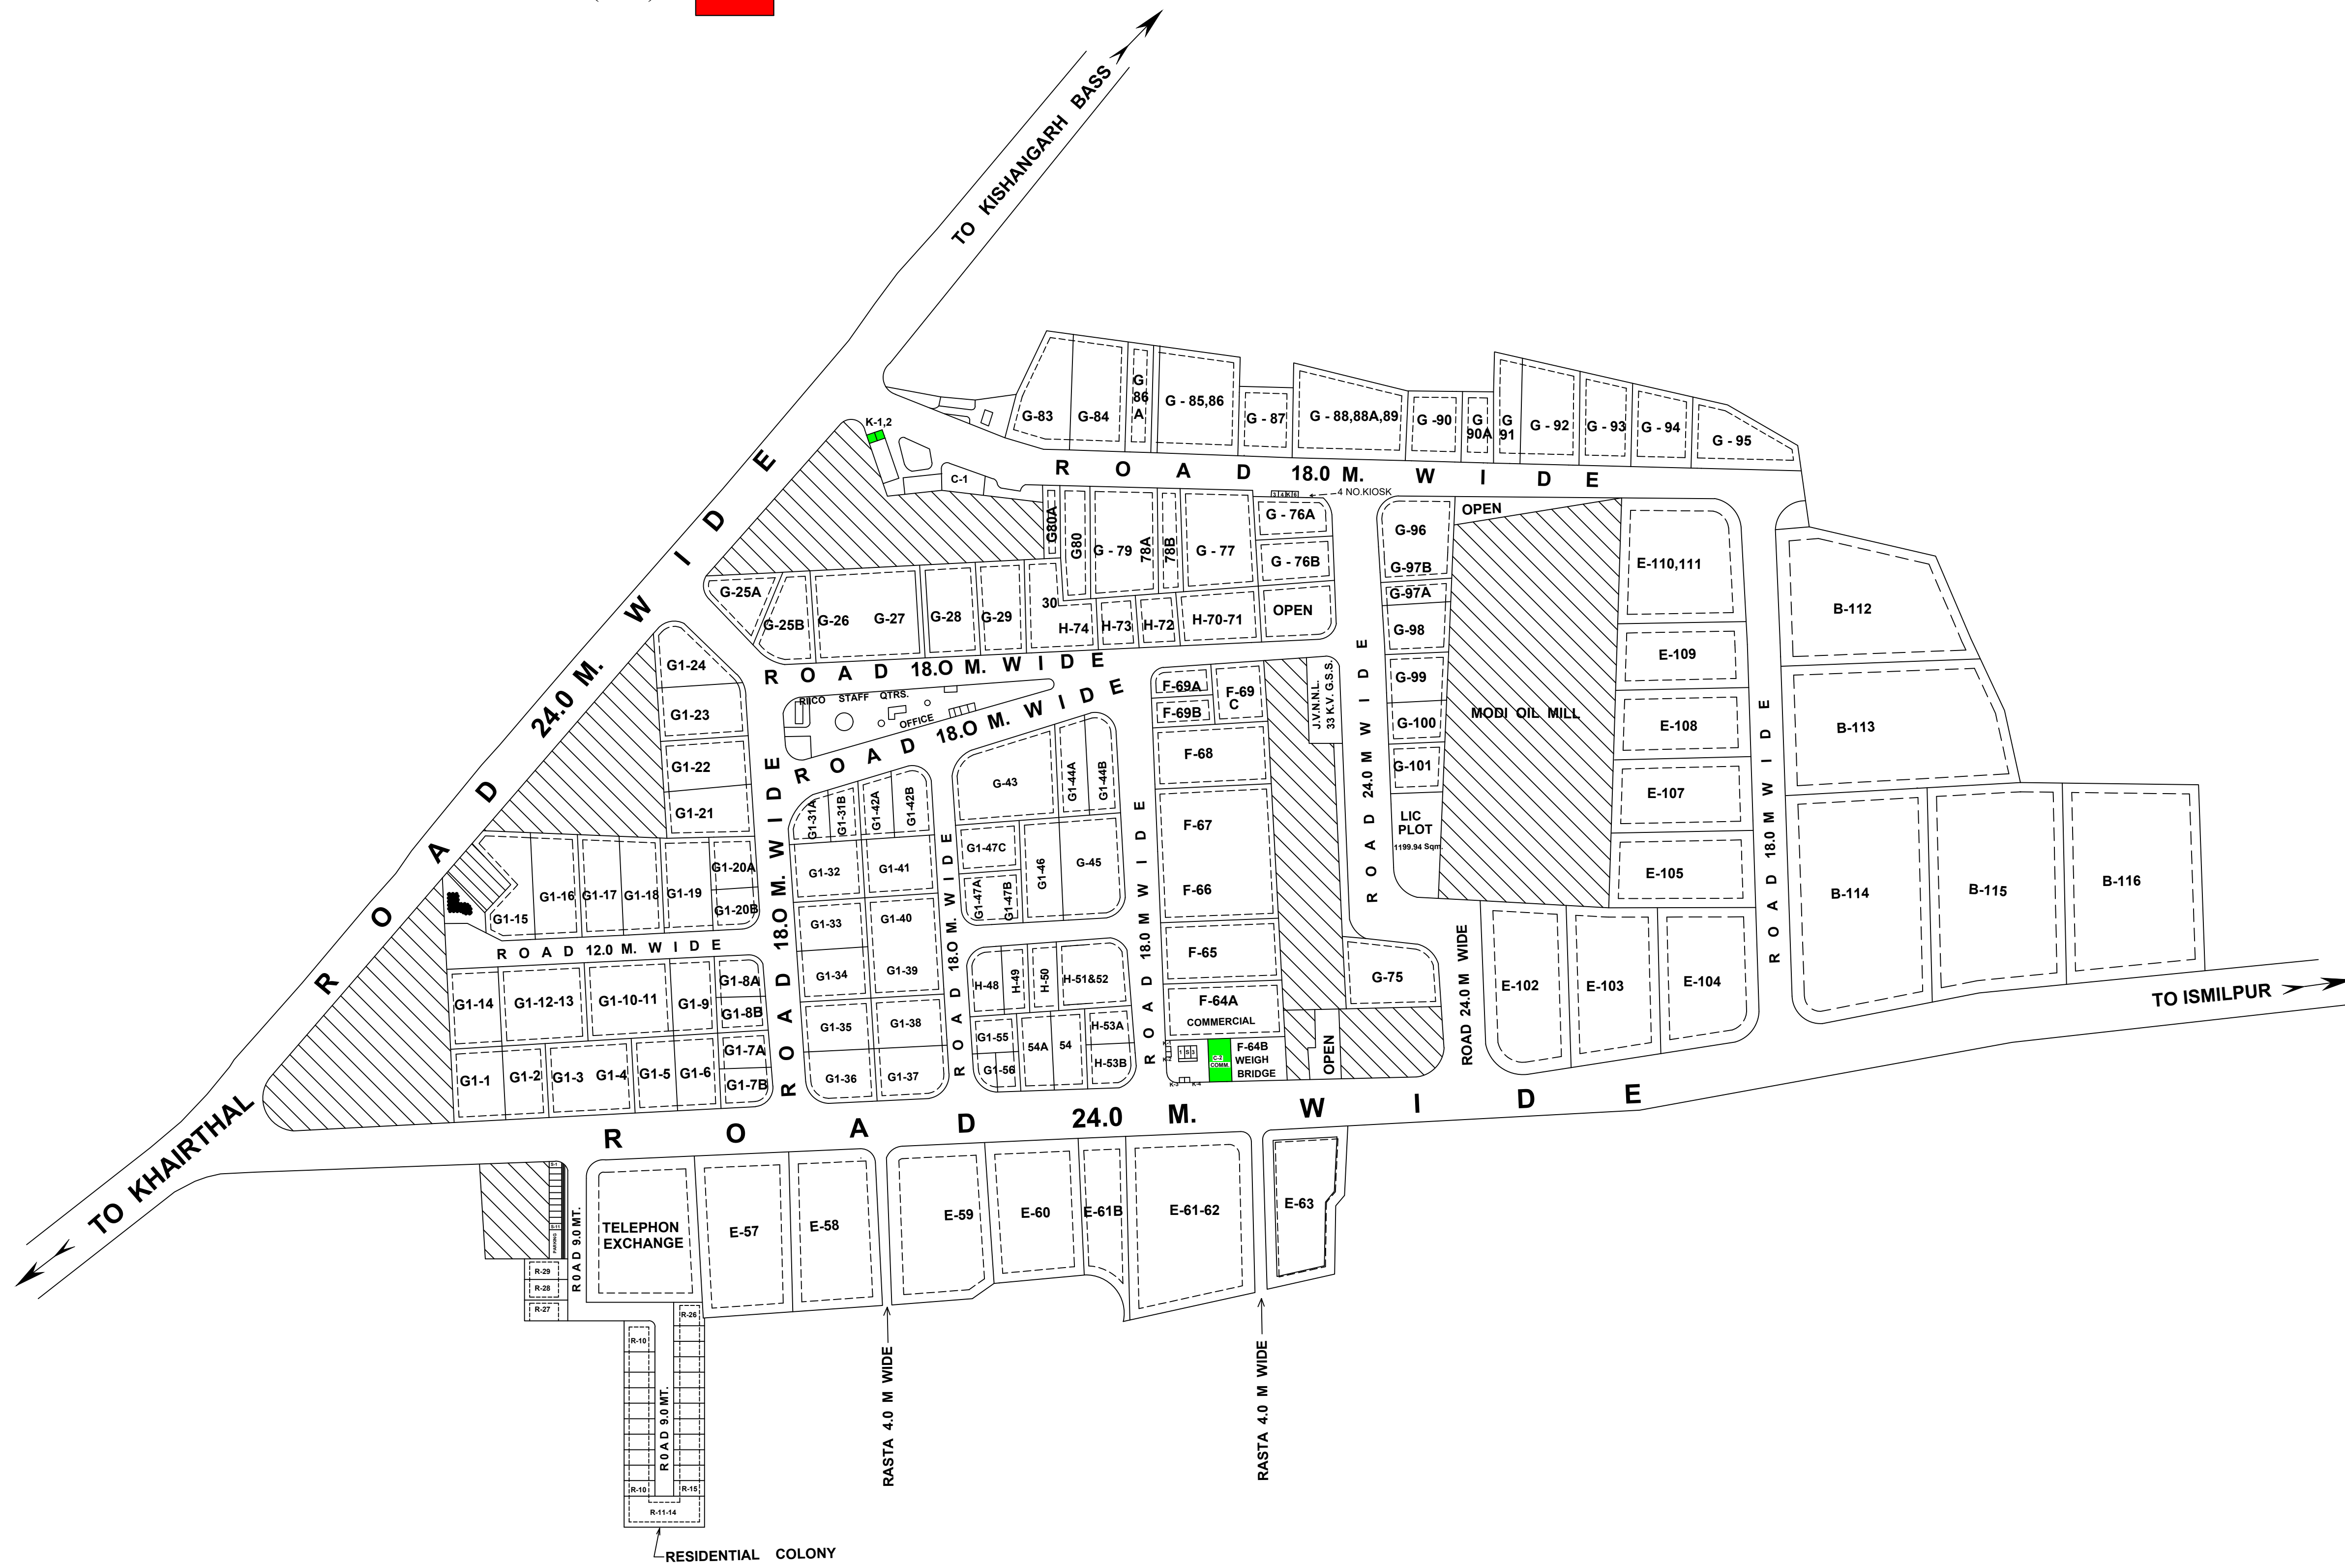 TO KISHANGARH BASS
ROAD 24.0 M. WIDE
TO KHAIRTHAL
K-1,2
C-1
G-83
G-84
G
86
A
G - 85,86
G - 87
G - 88,88A,89
G -90
G
90A
G
91
G - 92
G - 93
G - 94
G - 95
ROAD 18.0 M. WIDE
4 NO.KIOSK
G80A
G80
G - 79
78A
78B
G - 77
G - 76A
G - 76B
OPEN
G-25A
G-25B
G-26
G-27
G-28
G-29
30
H-74
H-73
H-72
H-70-71
ROAD 18.O M. WIDE
G-96
G-97B
G-97A
G-98
G-99
G-100
G-101
LIC
PLOT
1199.94 Sqm.
OPEN
MODI OIL MILL
E-110,111
E-109
E-108
E-107
E-105
ROAD 18.0 M WIDE
B-112
B-113
B-114
B-115
B-116
TO ISMILPUR
G1-24
G1-23
G1-22
G1-21
RIICO STAFF QTRS.
OFFICE
ROAD 18.O M. WIDE
ROAD 18.O M. WIDE
F-69A
F-69B
F-69
C
J.V.N.N.L.
33 K.V. G.S.S.
ROAD 24.0 M WIDE
F-68
F-67
F-66
F-65
F-64A
COMMERCIAL
F-64B
WEIGH
BRIDGE
C-2
COMM.
K-3
K-4
OPEN
G-75
ROAD 24.0 M WIDE
E-102
E-103
E-104
G1-31A
G1-31B
G1-42A
G1-42B
G1-32
G1-41
G1-33
G1-40
G1-34
G1-39
G1-35
G1-38
G1-36
G1-37
ROAD 18.O M. WIDE
G-43
G1-44A
G1-44B
G1-47C
G1-47A
G1-47B
G1-46
G-45
ROAD 18.0 M WIDE
H-48
H-49
H-50
H-51&52
G1-55
G1-56
54A
54
H-53A
H-53B
G1-15
G1-16
G1-17
G1-18
G1-19
G1-20A
G1-20B
ROAD 12.0 M. WIDE
G1-14
G1-12-13
G1-10-11
G1-9
G1-8A
G1-8B
G1-1
G1-2
G1-3
G1-4
G1-5
G1-6
G1-7A
G1-7B
ROAD 24.0 M. WIDE
S-1
S-11
PARKING
R0AD 9.0 MT.
TELEPHON
EXCHANGE
E-57
E-58
E-59
E-60
E-61B
E-61-62
E-63
R-29
R-28
R-27
R-26
R-10
R0AD 9.0 MT.
R-10
R-15
R-11-14
RASTA 4.0 M WIDE
RASTA 4.0 M WIDE
RESIDENTIAL COLONY